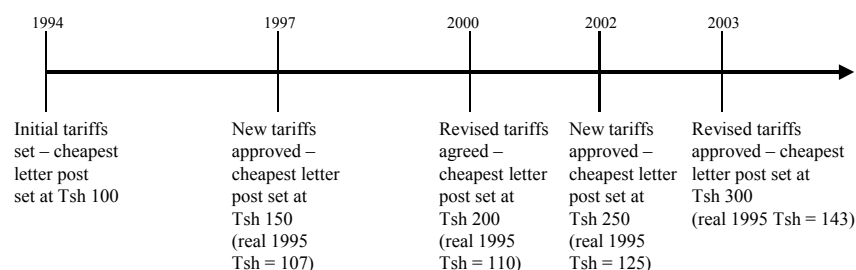 1994
1997
2000
2002
2003
Initial tariffs
set – cheapest
letter post
set at Tsh 100
New tariffs
approved –
cheapest letter
post set at
Tsh 150
(real 1995
Tsh = 107)
Revised tariffs
agreed –
cheapest letter
post set at
Tsh 200
(real 1995
Tsh = 110)
New tariffs
approved –
cheapest letter
post set at
Tsh 250
(real 1995
Tsh = 125)
Revised tariffs
approved – cheapest
letter post set at
Tsh 300
(real 1995 Tsh = 143)